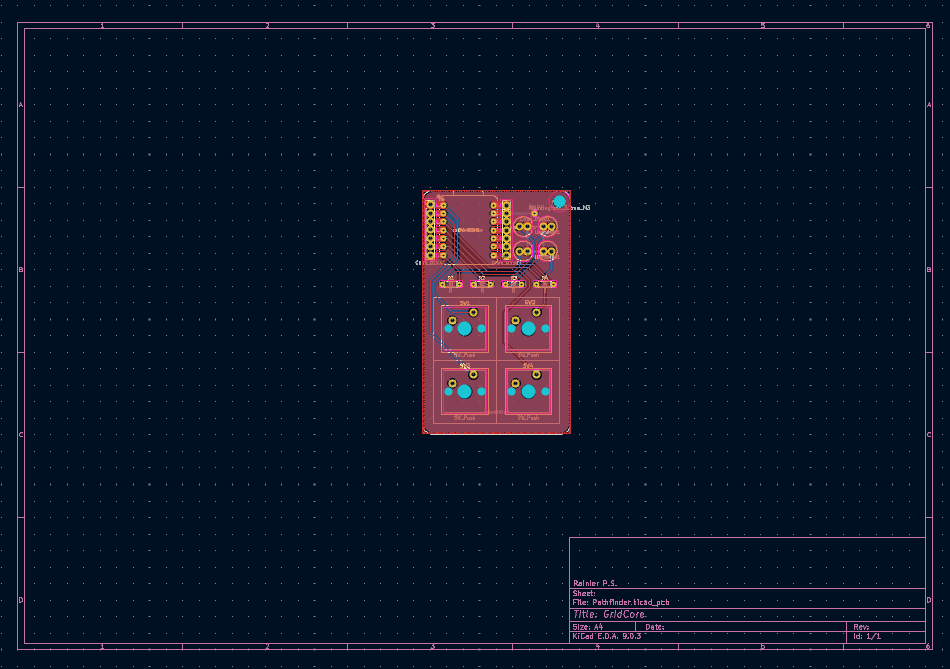 1 2 3 4 5 6
A A
B B
C C
D D
SW1 SW2
SW_Push SW_Push
SW3 SW4
SW_Push SW_Push
Rainier P.S.
Sheet:
File: Pathfinder.kicad_pcb
Title: GridCore
Size: A4 Date: Rev:
KiCad E.D.A. 9.0.3 Id: 1/1
1 2 3 4 5 6